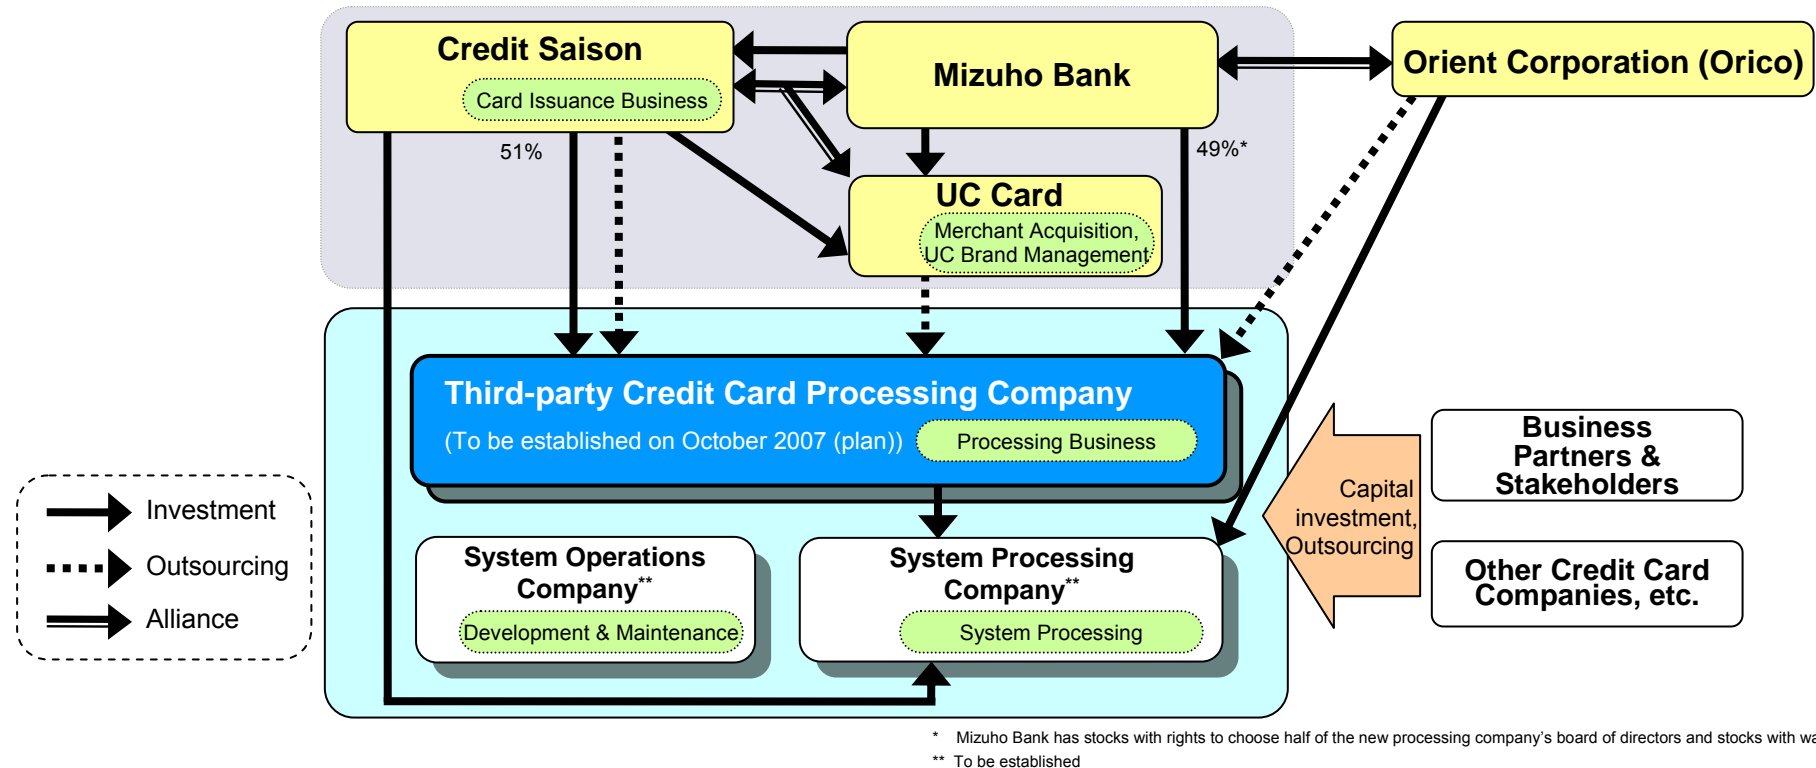 Credit Saison
Card Issuance Business
Mizuho Bank
Orient Corporation (Orico)
51%
49%*
UC Card
Merchant Acquisition,
UC Brand Management
Third-party Credit Card Processing Company
(To be established on October 2007 (plan))
Processing Business
Business
Partners &
Stakeholders
Capital
investment,
Outsourcing
Investment
Outsourcing
Alliance
System Operations
Company**
Development & Maintenance
System Processing
Company**
System Processing
Other Credit Card
Companies, etc.
* Mizuho Bank has stocks with rights to choose half of the new processing company's board of directors and stocks with
** To be established